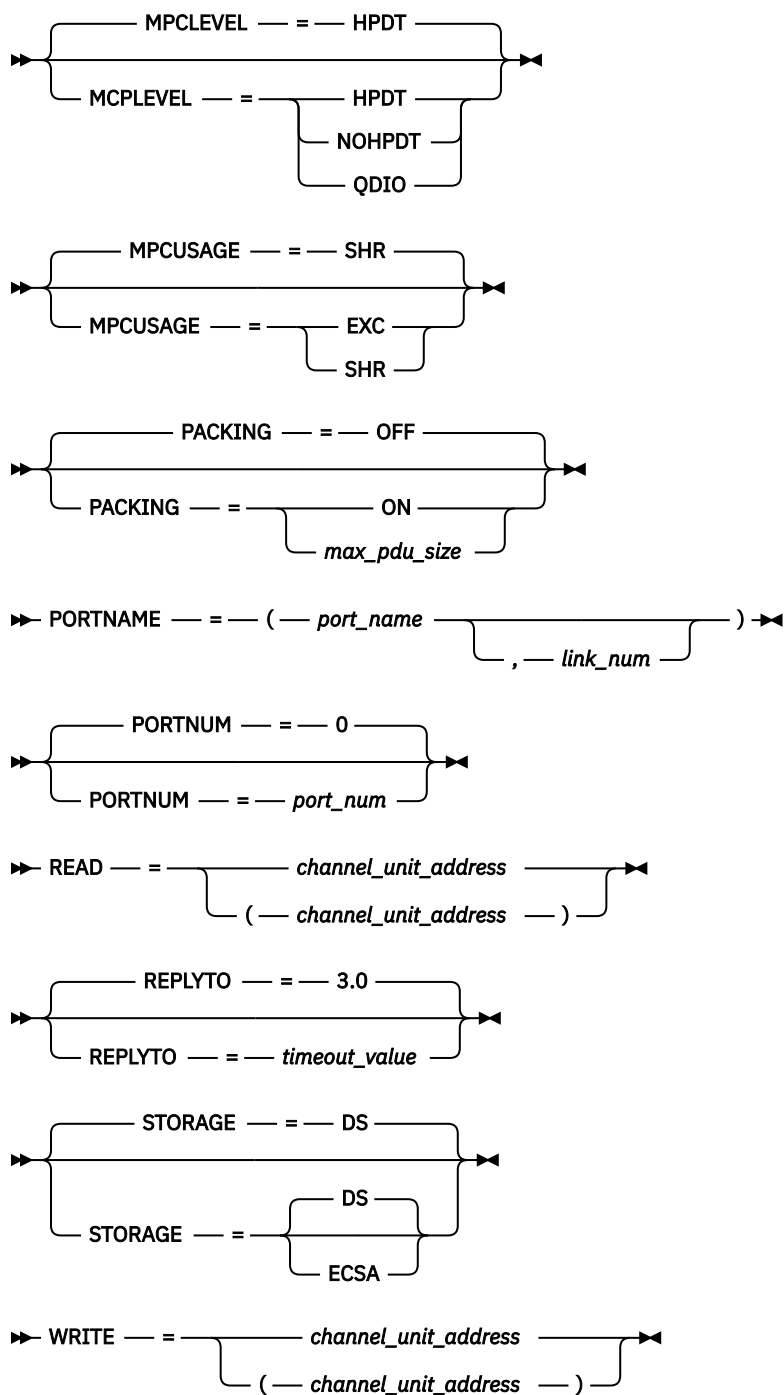 MPCLEVEL = HPDT
MCPLEVEL = HPDT
NOHPDT
QDIO
MPCUSAGE = SHR
MPCUSAGE = EXC
SHR
PACKING = OFF
PACKING = ON
max_pdu_size
PORTNAME = ( port_name )
, link_num
PORTNUM = 0
PORTNUM = port_num
READ = channel_unit_address
( channel_unit_address )
REPLYTO = 3.0
REPLYTO = timeout_value
STORAGE = DS
DS
STORAGE =
ECSA
WRITE = channel_unit_address
( channel_unit_address )